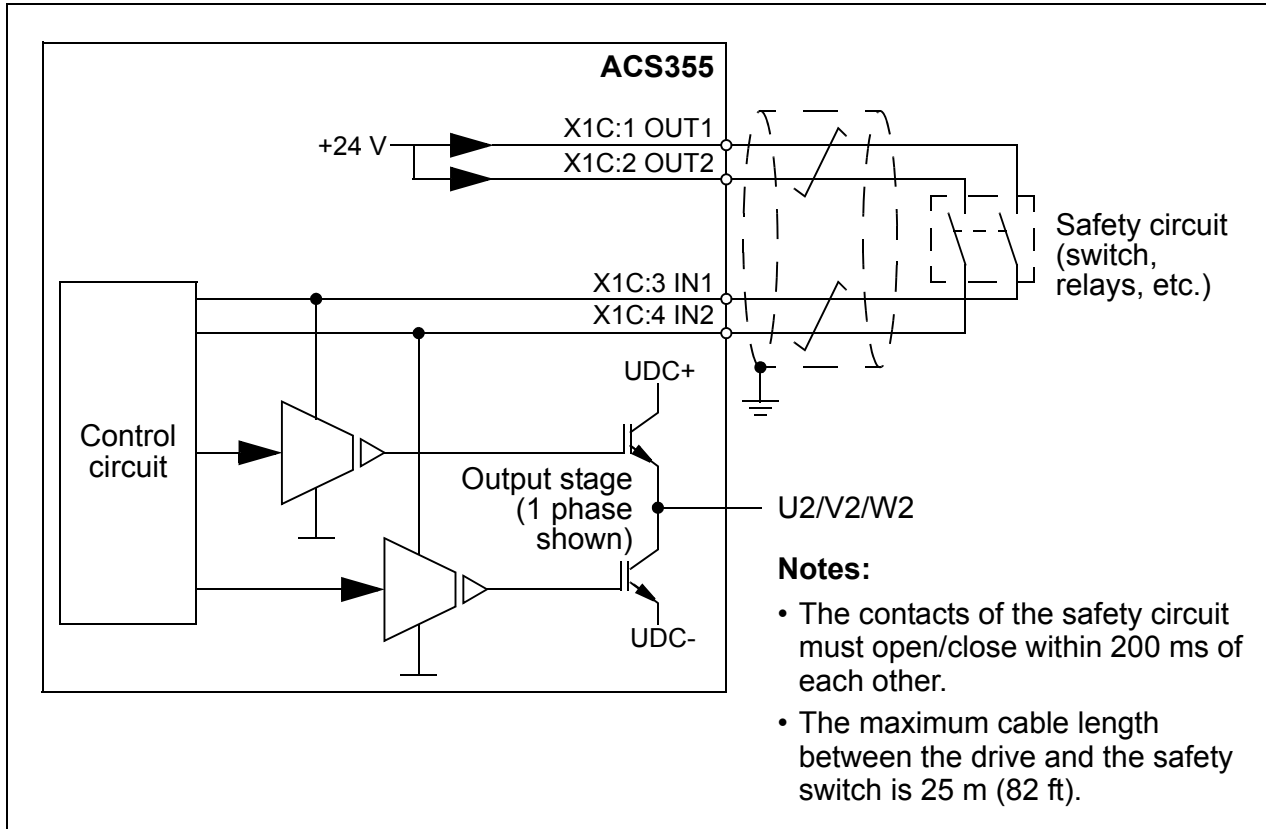 ACS355
X1C:1 OUT1
+24 V
X1C:2 OUT2
Safety circuit
(switch,
relays, etc.)
X1C:3 IN1
X1C:4 IN2
UDC+
Control
circuit
Output stage
(1 phase
shown)
U2/V2/W2
UDC-
Notes:
• The contacts of the safety circuit
must open/close within 200 ms of
each other.
• The maximum cable length
between the drive and the safety
switch is 25 m (82 ft).